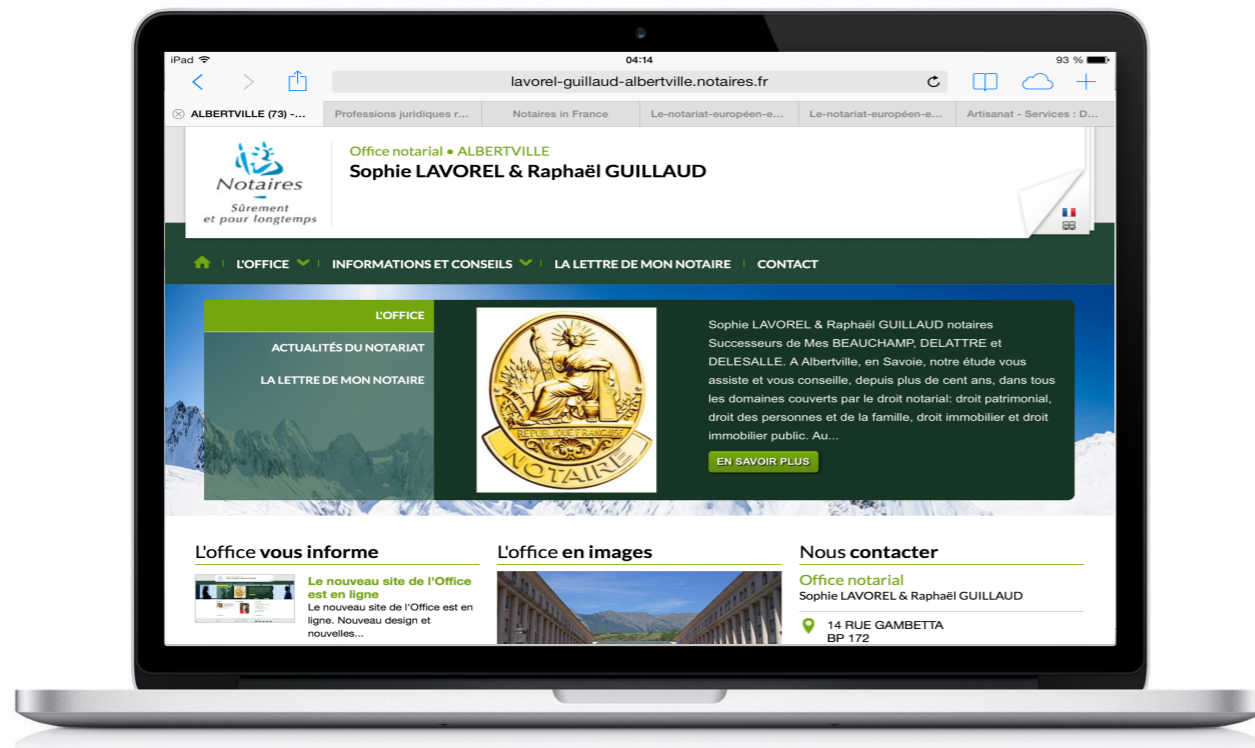 iPad 04:14 93 %
lavorel-guillaud-albertville.notaires.fr
ALBERTVILLE (73) -... Professions juridiques r... Notaires in France Le-notariat-européen-e... Le-notariat-européen-e... Artisanat - Services : D...
Notaires
Sûrement
et pour longtemps
Office notarial • ALBERTVILLE
Sophie LAVOREL & Raphaël GUILLAUD
L'OFFICE INFORMATIONS ET CONSEILS LA LETTRE DE MON NOTAIRE CONTACT
L'OFFICE
ACTUALITÉS DU NOTARIAT
LA LETTRE DE MON NOTAIRE
REPUBLIQUE FRANCAISE
NOTAIRE
Sophie LAVOREL & Raphaël GUILLAUD notaires
Successeurs de Mes BEAUCHAMP, DELATTRE et
DELESALLE. A Albertville, en Savoie, notre étude vous
assiste et vous conseille, depuis plus de cent ans, dans tous
les domaines couverts par le droit notarial: droit patrimonial,
droit des personnes et de la famille, droit immobilier et droit
immobilier public. Au...
EN SAVOIR PLUS
L'office vous informe
Le nouveau site de l'Office
est en ligne
Le nouveau site de l'Office est en
ligne. Nouveau design et
nouvelles...
L'office en images
Nous contacter
Office notarial
Sophie LAVOREL & Raphaël GUILLAUD
14 RUE GAMBETTA
BP 172